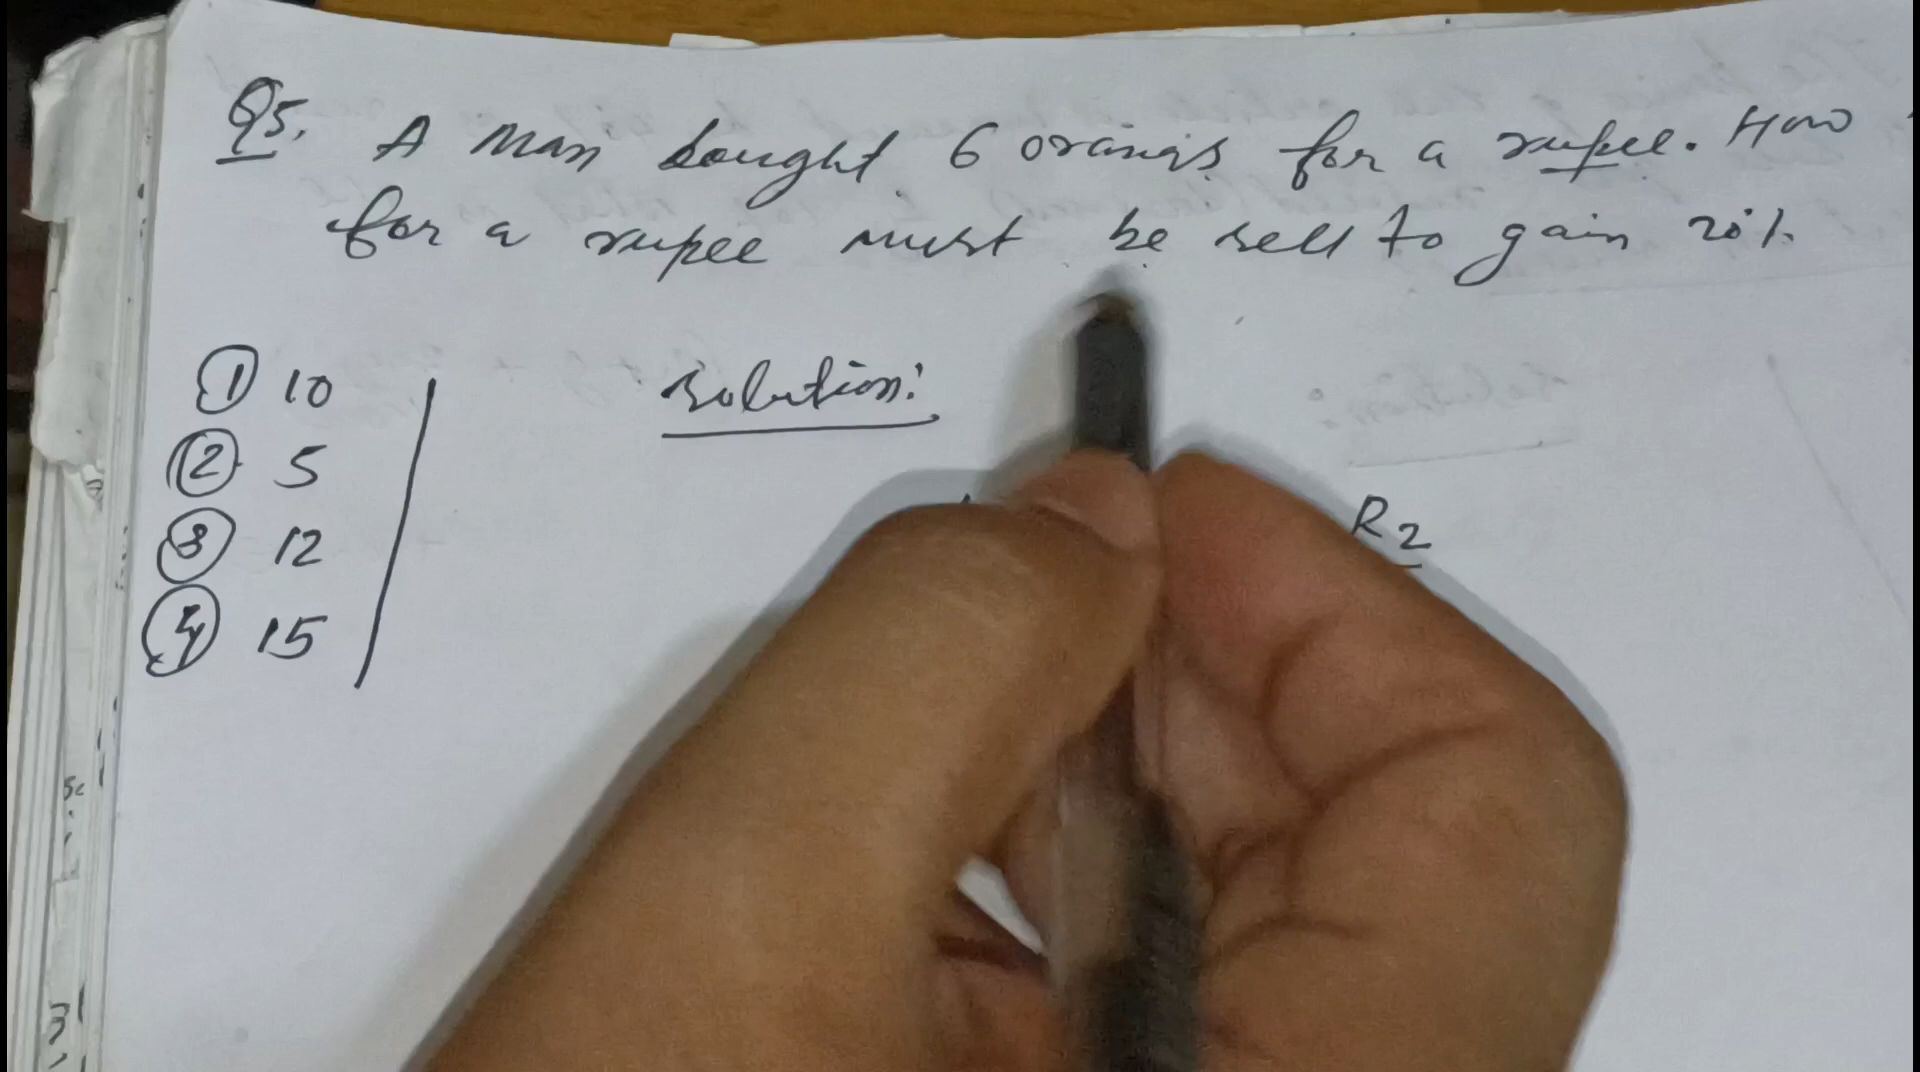 Q5. A man bought 6 oranges for a rupee. How
for a rupee must be sell to gain 20%.
① 10
② 5
③ 12
④ 15
Solution:
R2